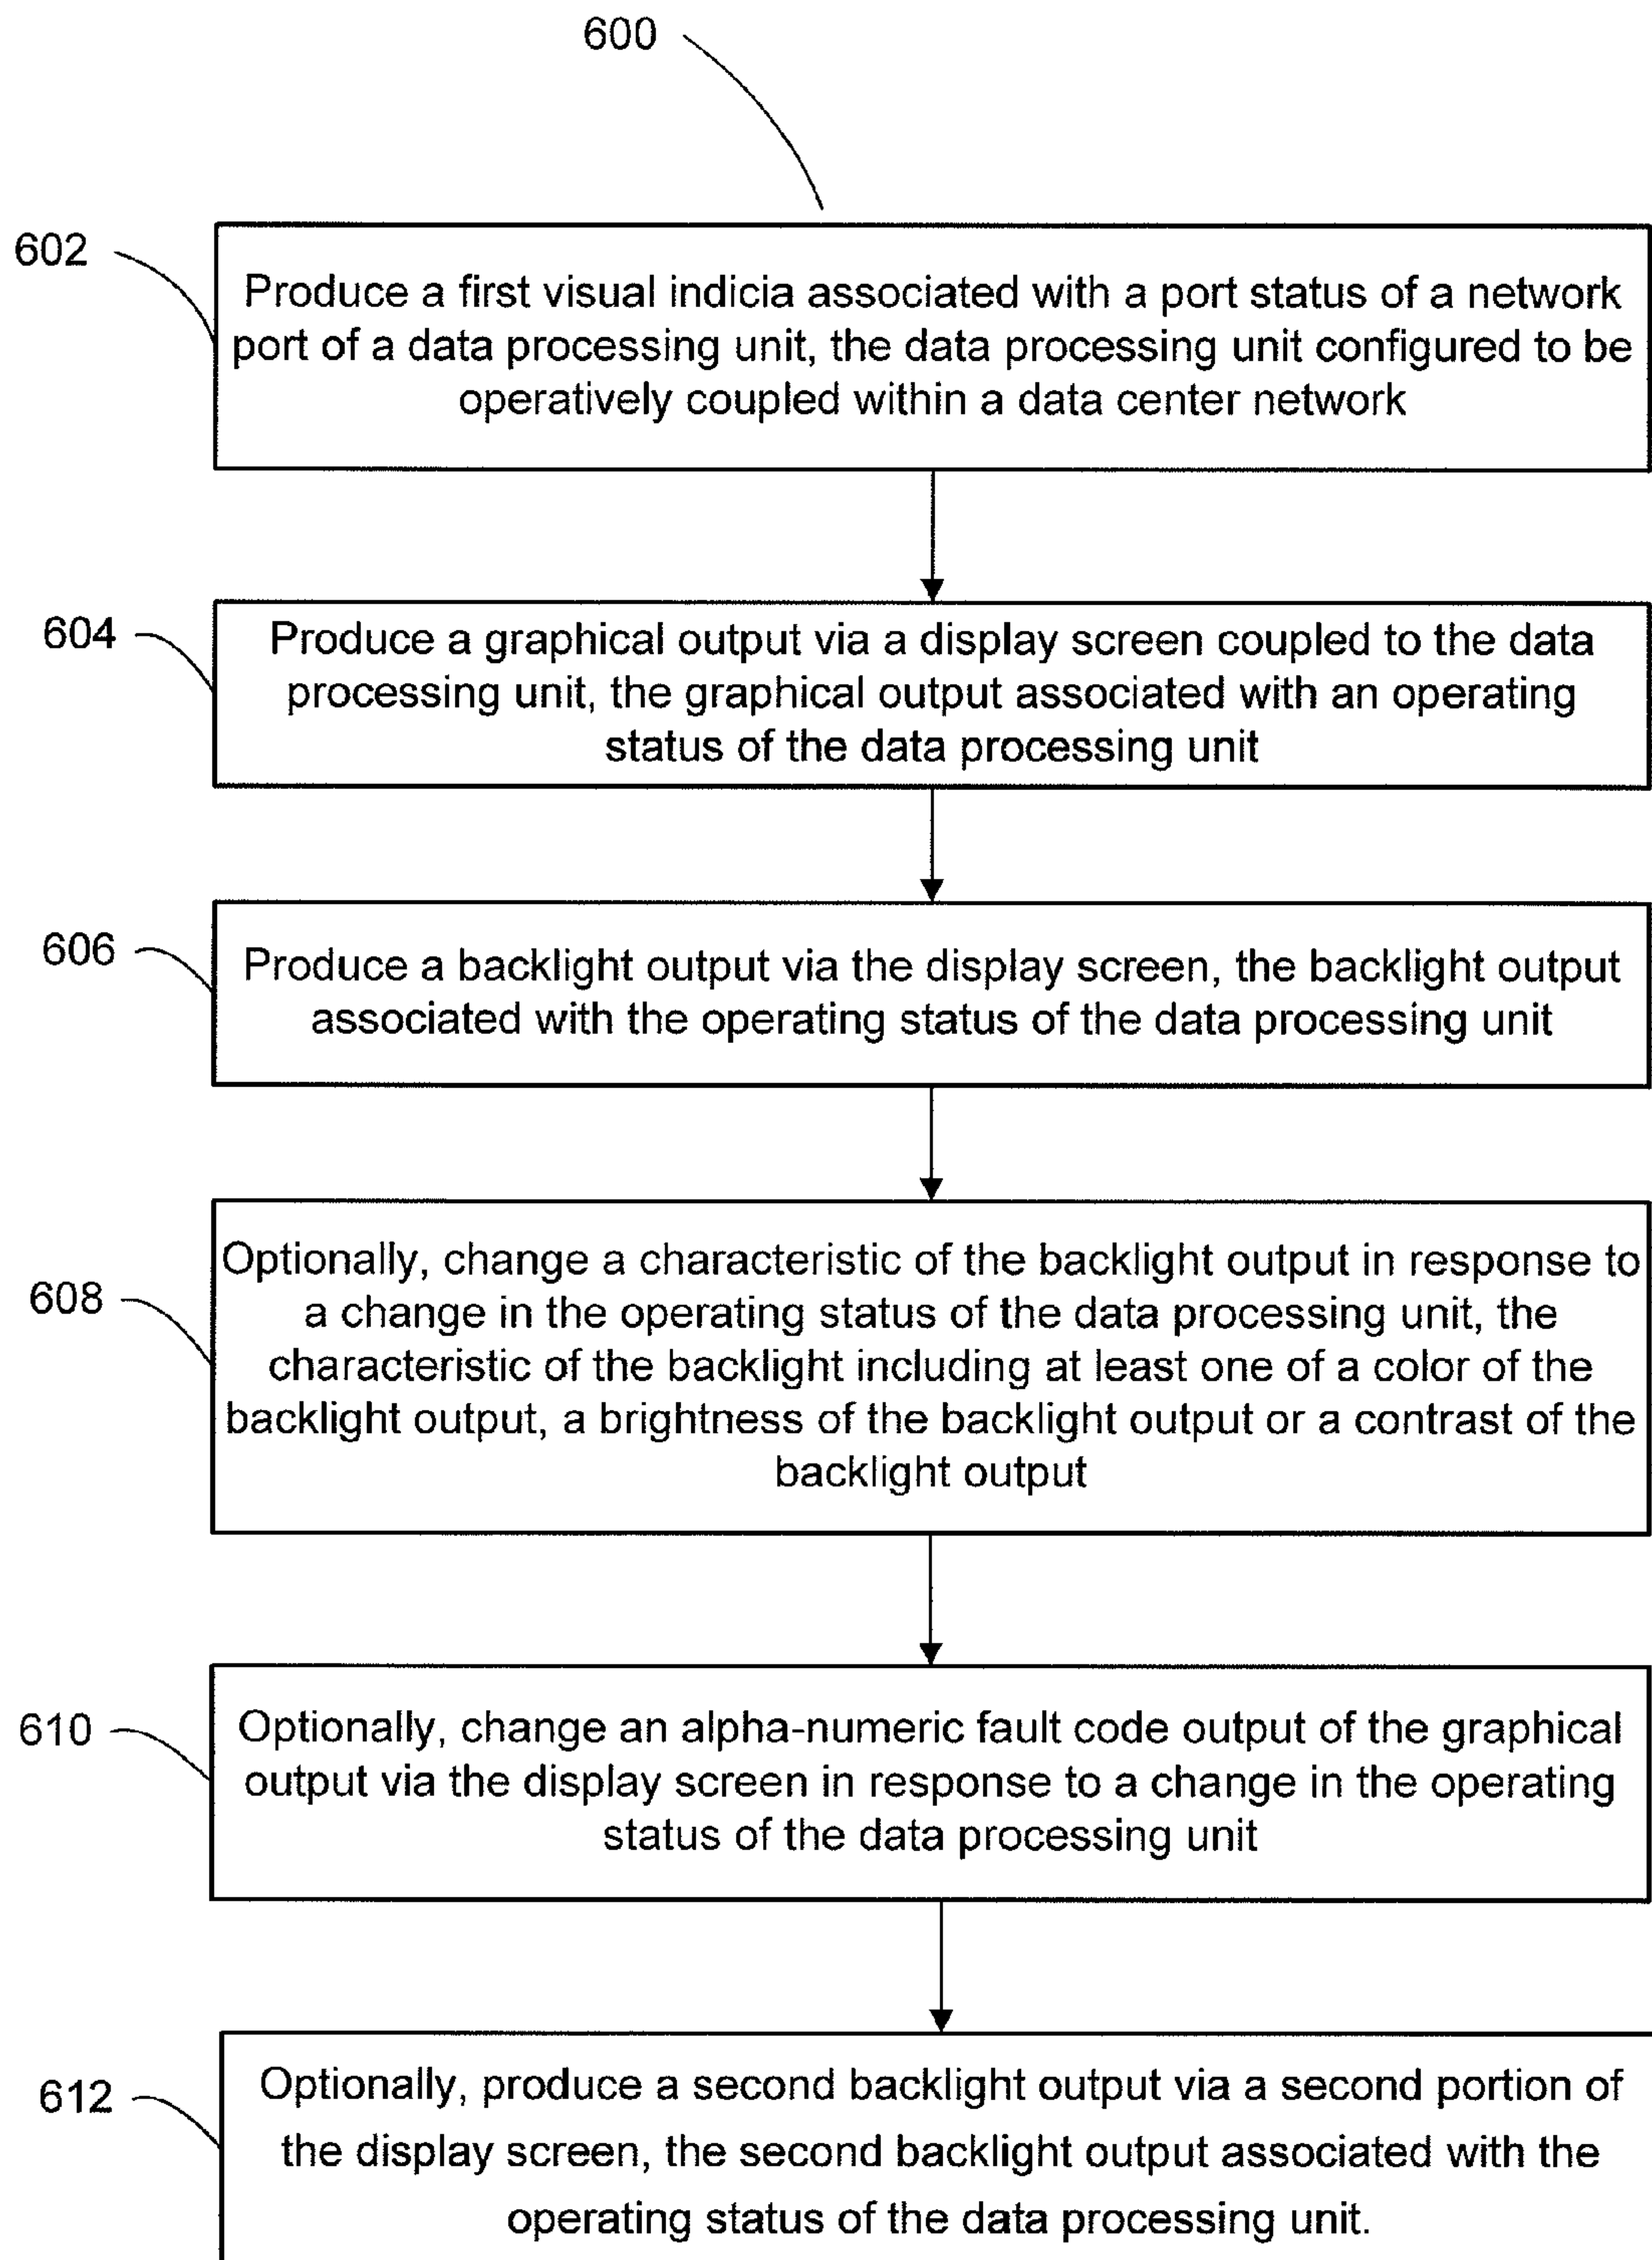 600
602
Produce a first visual indicia associated with a port status of a network
port of a data processing unit, the data processing unit configured to be
operatively coupled within a data center network
604
Produce a graphical output via a display screen coupled to the data
processing unit, the graphical output associated with an operating
status of the data processing unit
606
Produce a backlight output via the display screen, the backlight output
associated with the operating status of the data processing unit
608
Optionally, change a characteristic of the backlight output in response to
a change in the operating status of the data processing unit, the
characteristic of the backlight including at least one of a color of the
backlight output, a brightness of the backlight output or a contrast of the
backlight output
610
Optionally, change an alpha-numeric fault code output of the graphical
output via the display screen in response to a change in the operating
status of the data processing unit
612
Optionally, produce a second backlight output via a second portion of
the display screen, the second backlight output associated with the
operating status of the data processing unit.